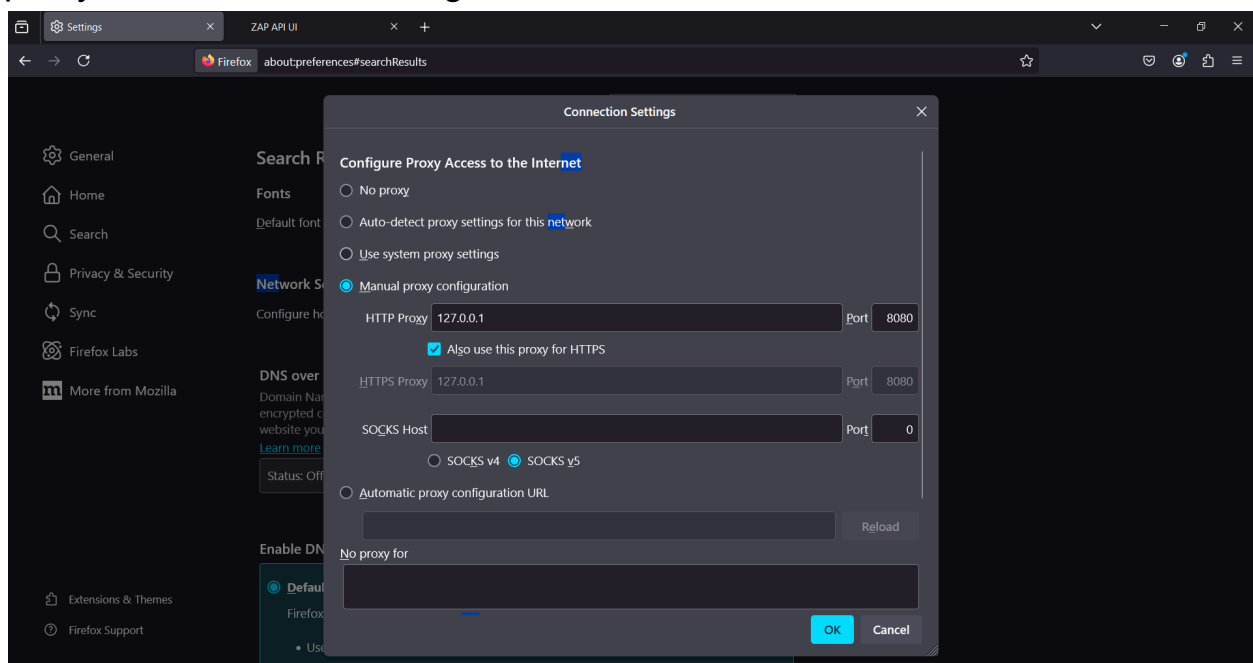 Settings
ZAP API UI
Firefox about:preferences#searchResults
Connection Settings
General
Home
Search
Privacy & Security
Sync
Firefox Labs
More from Mozilla
Extensions & Themes
Firefox Support
Search R
Fonts
Default font
Network Se
Configure ho
DNS over
Domain Nar
encrypted c
website you
Learn more
Status: Off
Enable DN
Defaul
Firefox
• Use
Configure Proxy Access to the Internet
No proxy
Auto-detect proxy settings for this network
Use system proxy settings
Manual proxy configuration
HTTP Proxy 127.0.0.1 Port 8080
Also use this proxy for HTTPS
HTTPS Proxy 127.0.0.1 Port 8080
SOCKS Host Port 0
SOCKS v4 SOCKS v5
Automatic proxy configuration URL
Reload
No proxy for
OK Cancel